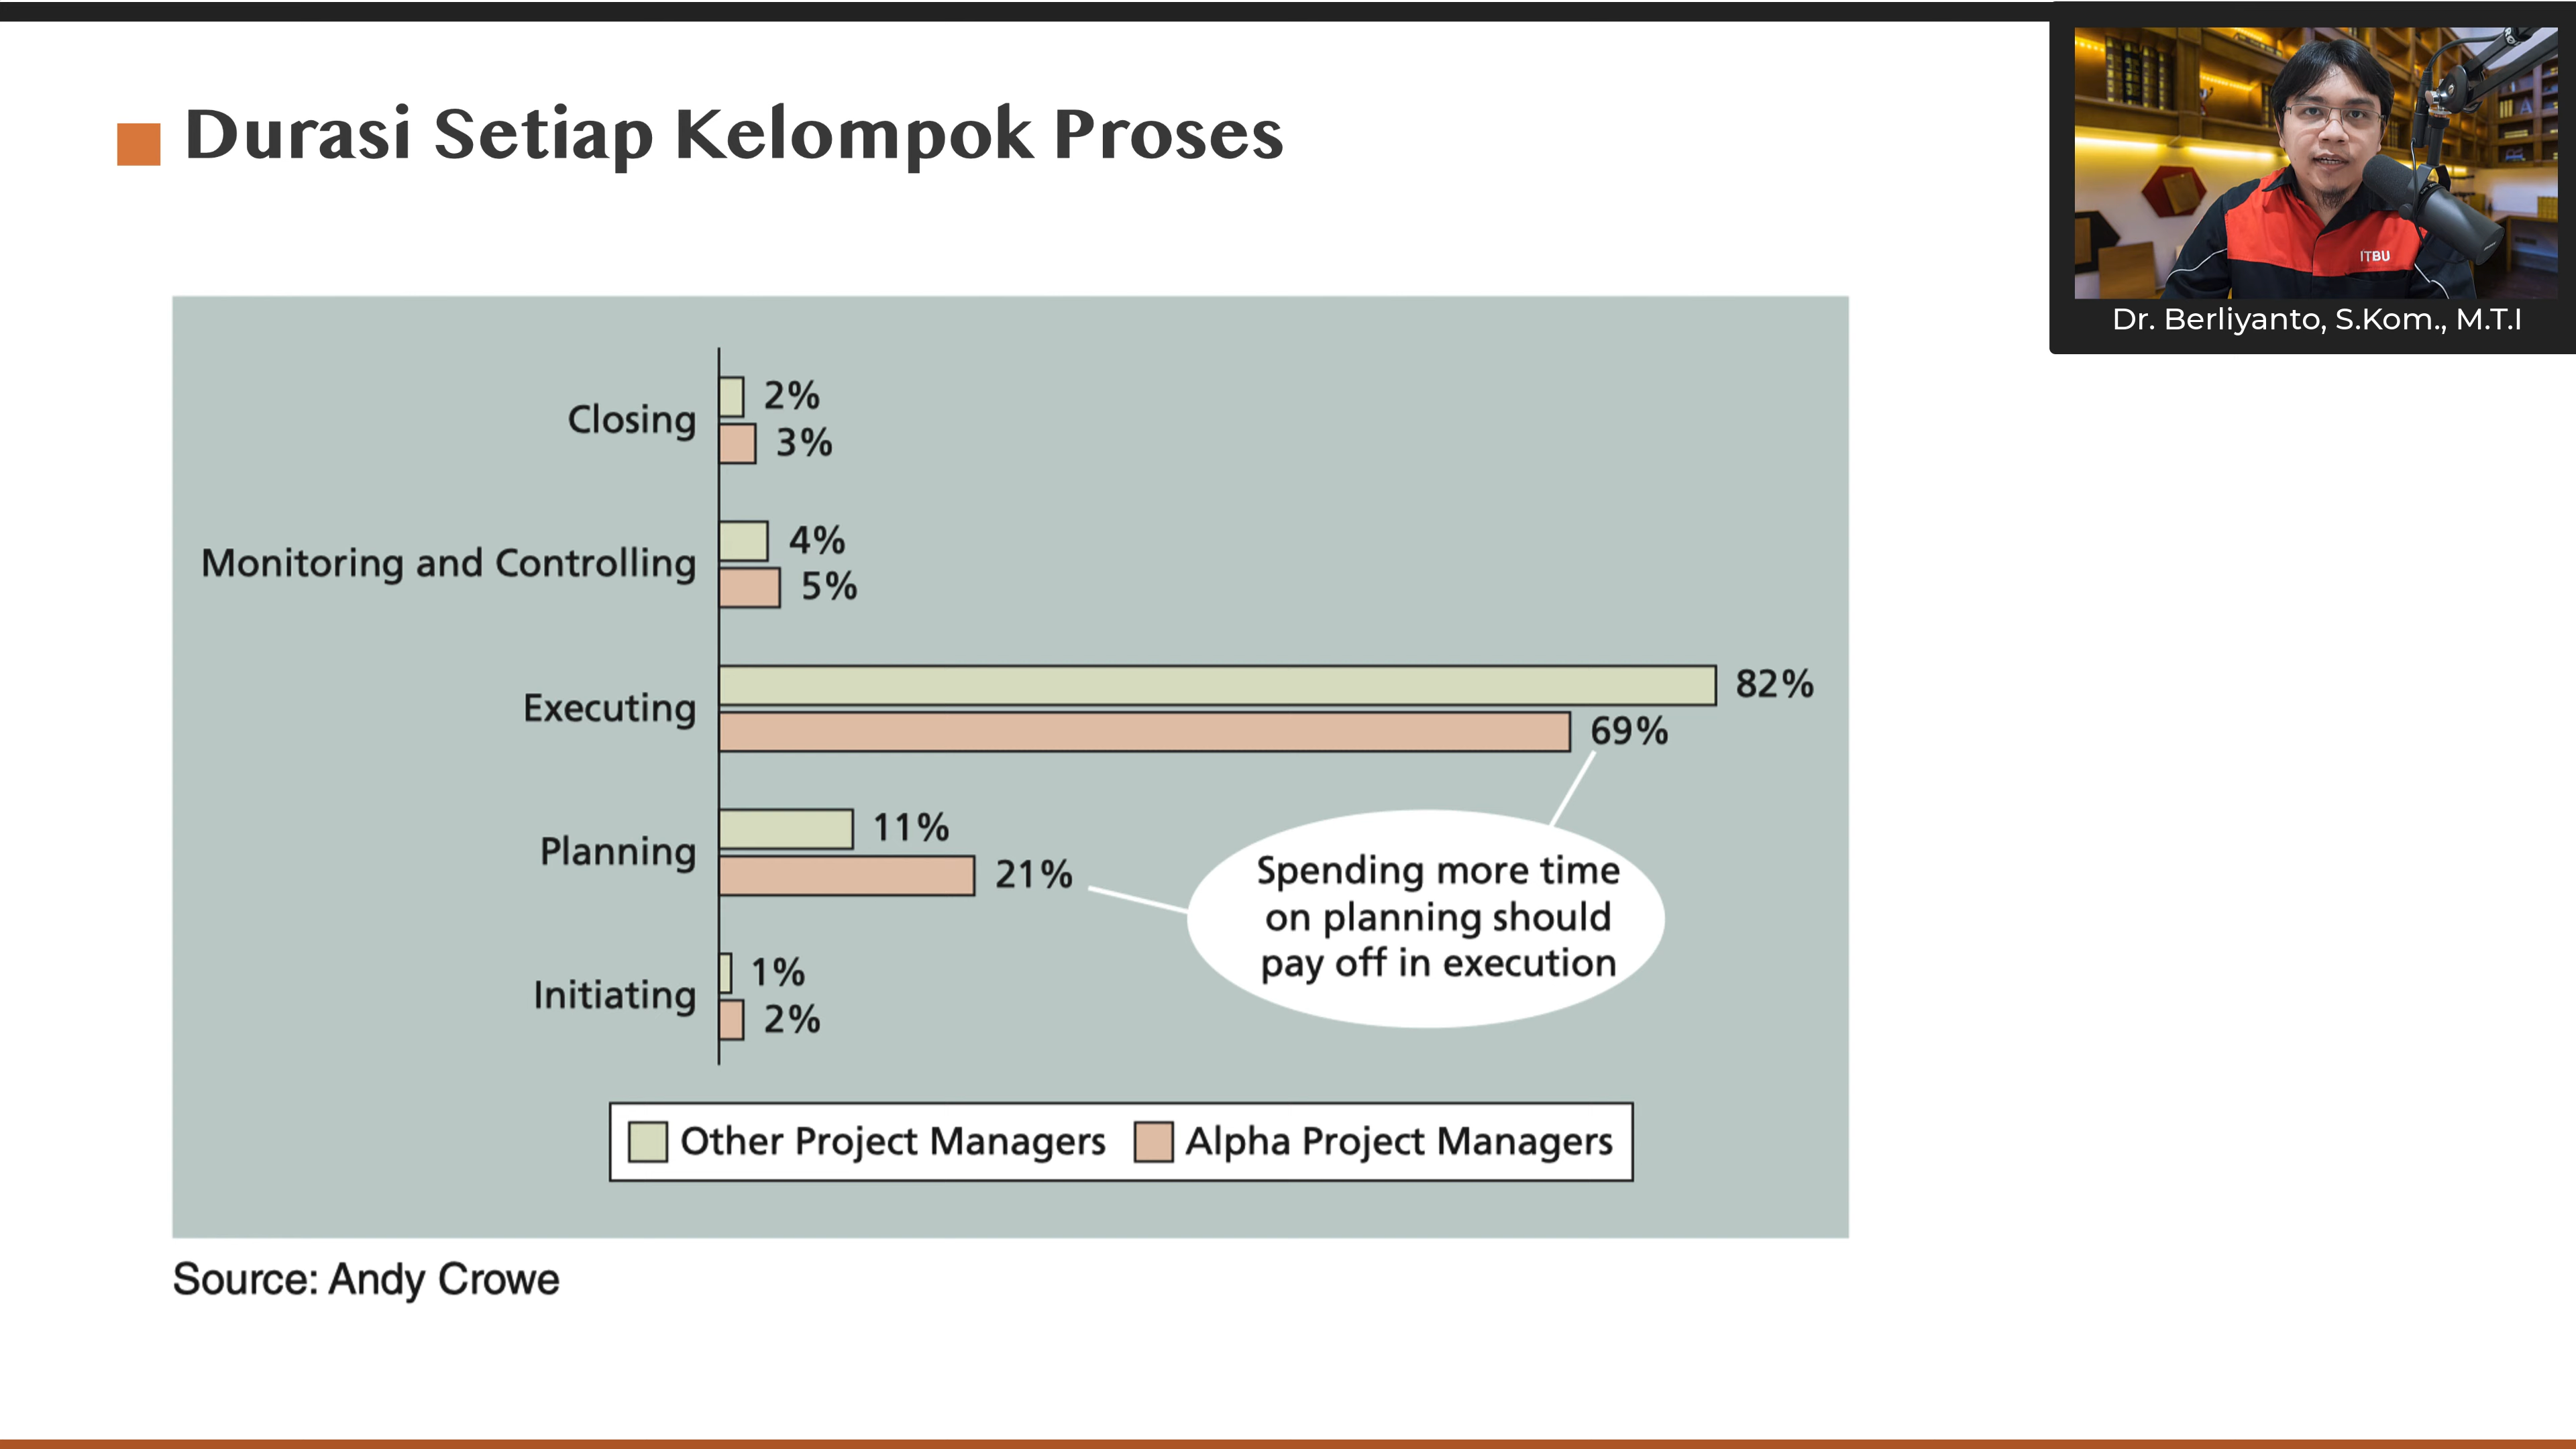 Durasi Setiap Kelompok Proses
ITBU
Dr. Berliyanto, S.Kom., M.T.I
Closing
2%
3%
Monitoring and Controlling
4%
5%
Executing
82%
69%
Planning
11%
21%
Spending more time
on planning should
pay off in execution
Initiating
1%
2%
Other Project Managers
Alpha Project Managers
Source: Andy Crowe